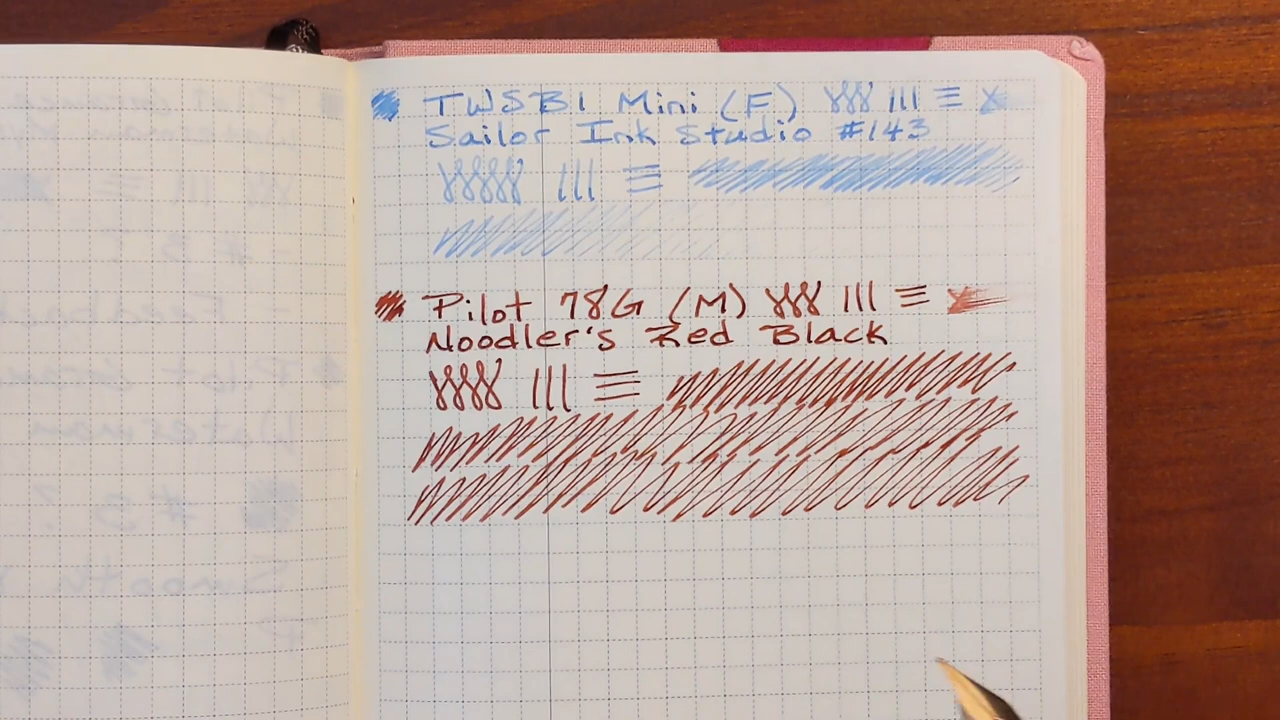 TWSBI Mini (F)
Sailor Ink Studio #143
Pilot 78G (M)
Noodler's Red Black